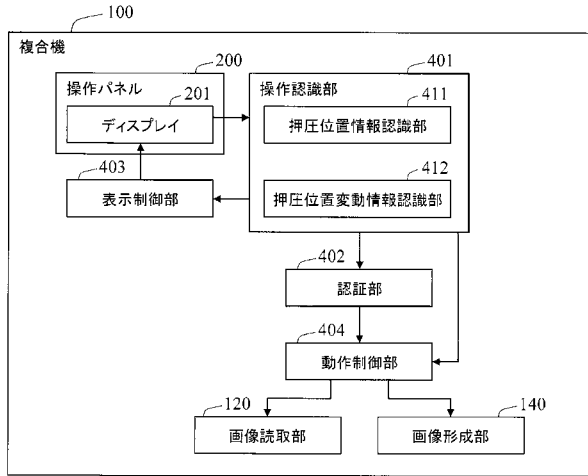 100
複合機
200
操作パネル
201
ディスプレイ
401
操作認識部
411
押圧位置情報認識部
412
押圧位置変動情報認識部
403
表示制御部
402
認証部
404
動作制御部
120
画像読取部
140
画像形成部